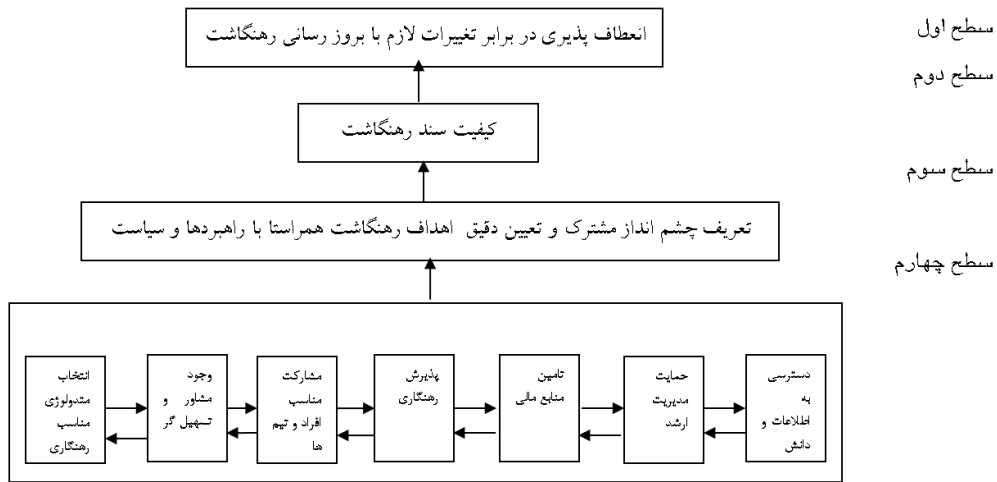 سطح اول
انعطاف پذیری در برابر تغییرات لازم با بروز رسانی رهنگاشت
سطح دوم
کیفیت سند رهنگاشت
سطح سوم
تعریف چشم انداز مشترک و تعیین دقیق اهداف رهنگاشت همراستا با راهبردها و سیاست
سطح چهارم
دسترسی
به
اطلاعات و
دانش
حمایت
مدیریت
ارشد
تامین
منابع مالی
پذیرش
رهنگاری
مشارکت
مناسب
افراد و تیم
ها
وجود
مشاور و
تسهیل گر
انتخاب
متدولوژی
مناسب
رهنگاری